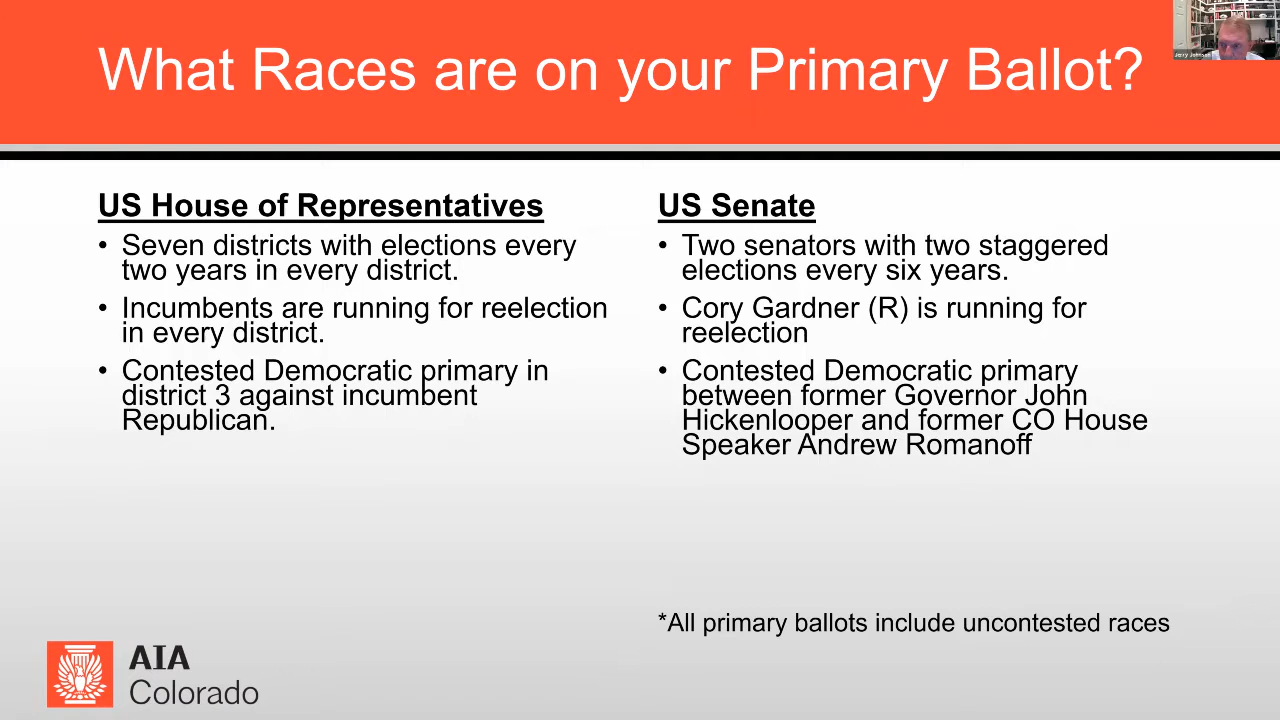 What Races are on your Primary Ballot?
Jerry Johnson
US House of Representatives
• Seven districts with elections every
two years in every district.
• Incumbents are running for reelection
in every district.
• Contested Democratic primary in
district 3 against incumbent
Republican.
US Senate
• Two senators with two staggered
elections every six years.
• Cory Gardner (R) is running for
reelection
• Contested Democratic primary
between former Governor John
Hickenlooper and former CO House
Speaker Andrew Romanoff
*All primary ballots include uncontested races
AIA
Colorado